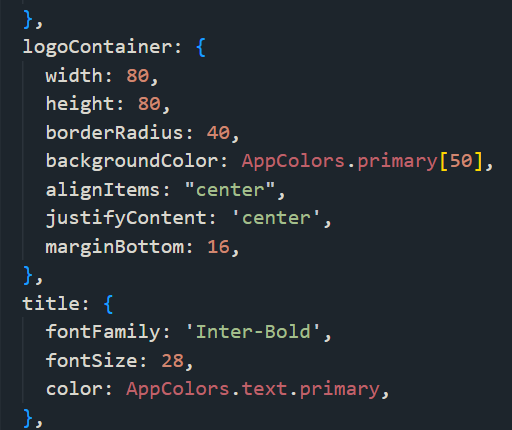 },
logoContainer: {
width: 80,
height: 80,
borderRadius: 40,
backgroundColor: AppColors.primary[50],
alignItems: "center",
justifyContent: 'center',
marginBottom: 16,
},
title: {
fontFamily: 'Inter-Bold',
fontSize: 28,
color: AppColors.text.primary,
},